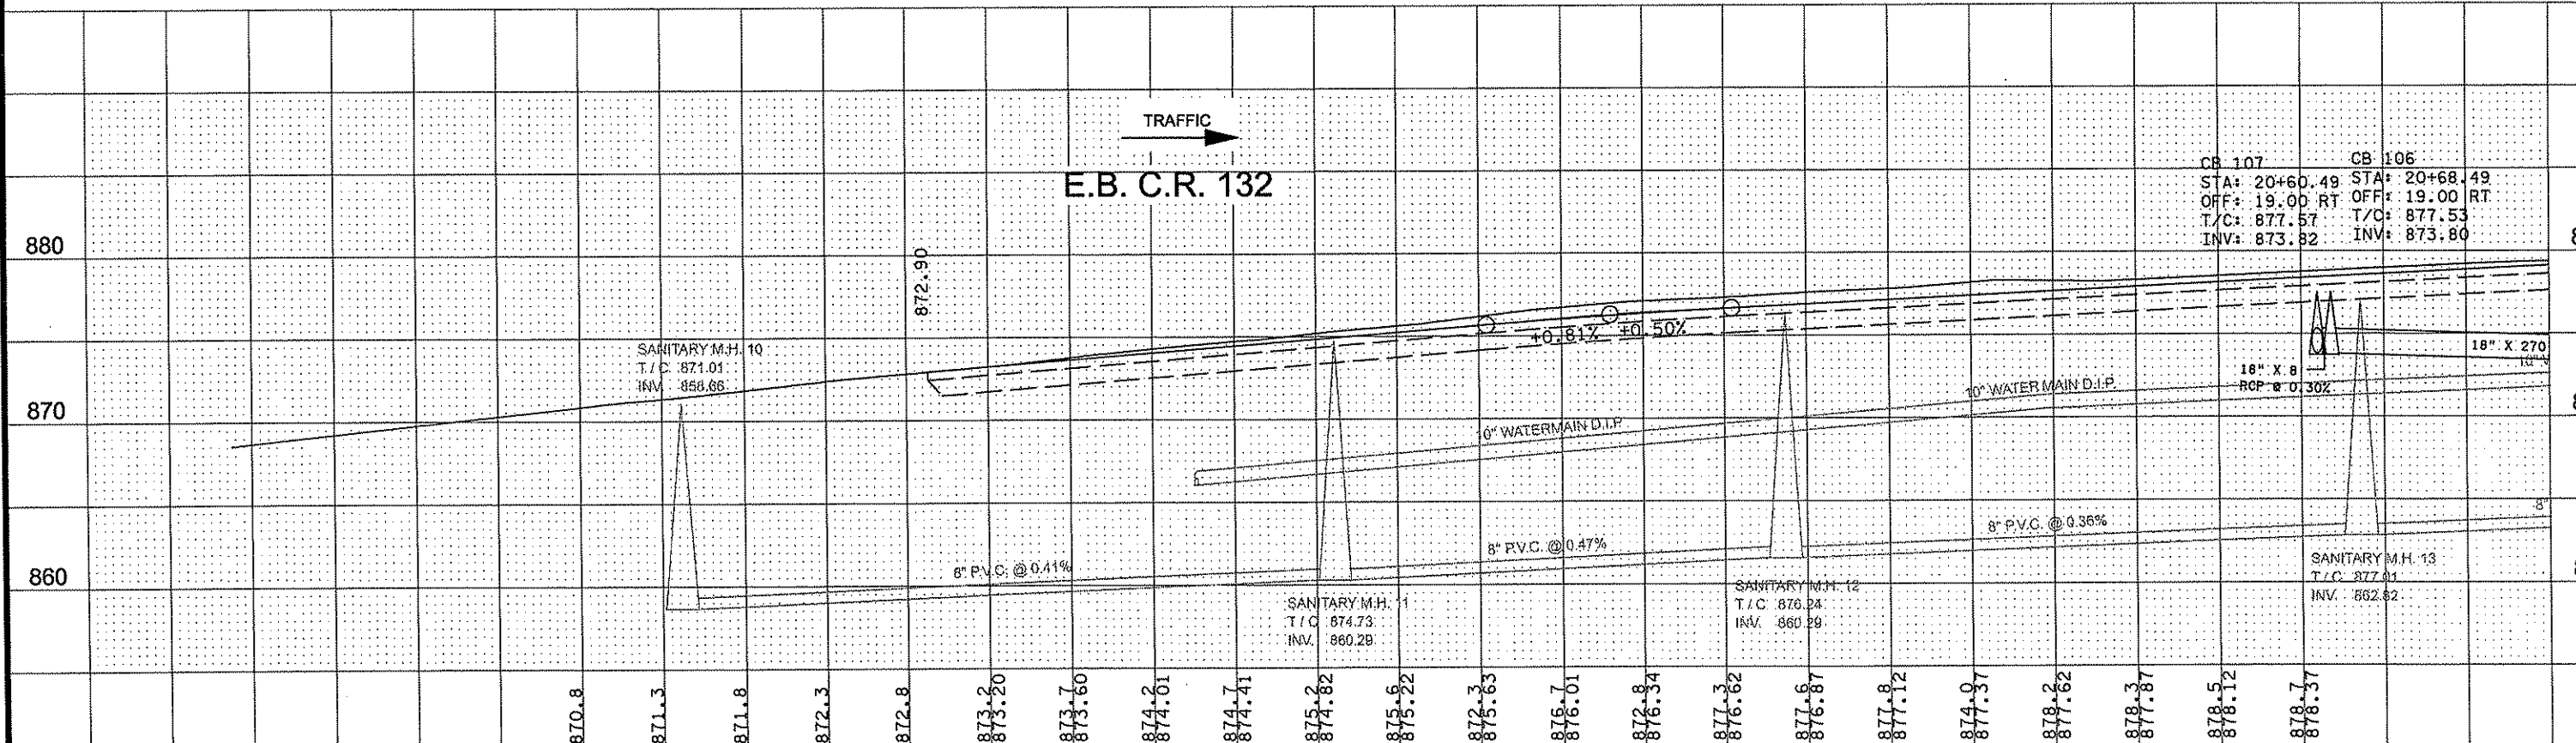 TRAFFIC
E.B. C.R. 132
CB 107
STA: 20+60.49
OFF: 19.00 RT
T/C: 877.57
INV: 873.82
CB 106
STA: 20+68.49
OFF: 19.00 RT
T/C: 877.53
INV: 873.80
880
872.90
+0.81%
+0.50%
SANITARY M.H. 10
T / C 871.01
INV. 858.66
18" X 270
18" X 8
RCP @ 0.30%
10" WATER MAIN D.I.P.
870
10" WATERMAIN D.I.P.
8" P.V.C. @ 0.36%
8"
8" P.V.C. @ 0.47%
8" P.V.C. @ 0.41%
860
SANITARY M.H. 11
T / C 874.73
INV. 860.29
SANITARY M.H. 12
T / C 876.24
INV. 860.29
SANITARY M.H. 13
T / C 877.01
INV. 862.82
870.8
871.3
871.8
872.3
872.8
873.2
873.20
873.7
873.60
874.2
874.01
874.7
874.41
875.2
874.82
875.6
875.22
875.63
876.7
876.01
876.34
877.3
876.62
877.6
876.87
877.8
877.12
877.37
878.2
877.62
878.3
877.87
878.5
878.12
878.7
878.37